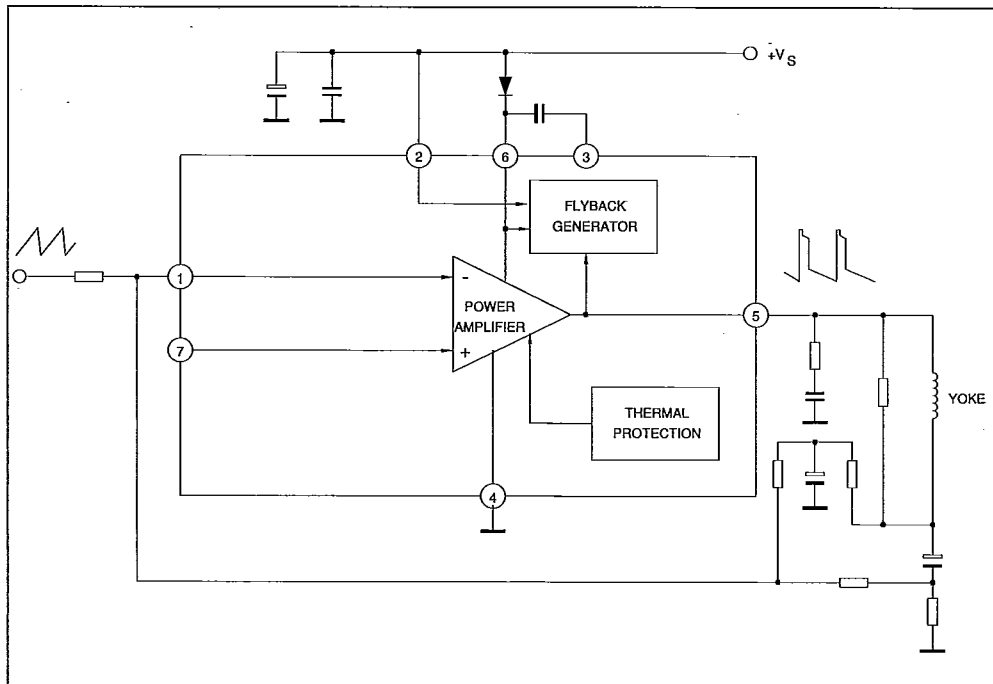 +VS
2
6
3
FLYBACK
GENERATOR
1
-
POWER
AMPLIFIER
5
7
+
YOKE
THERMAL
PROTECTION
4